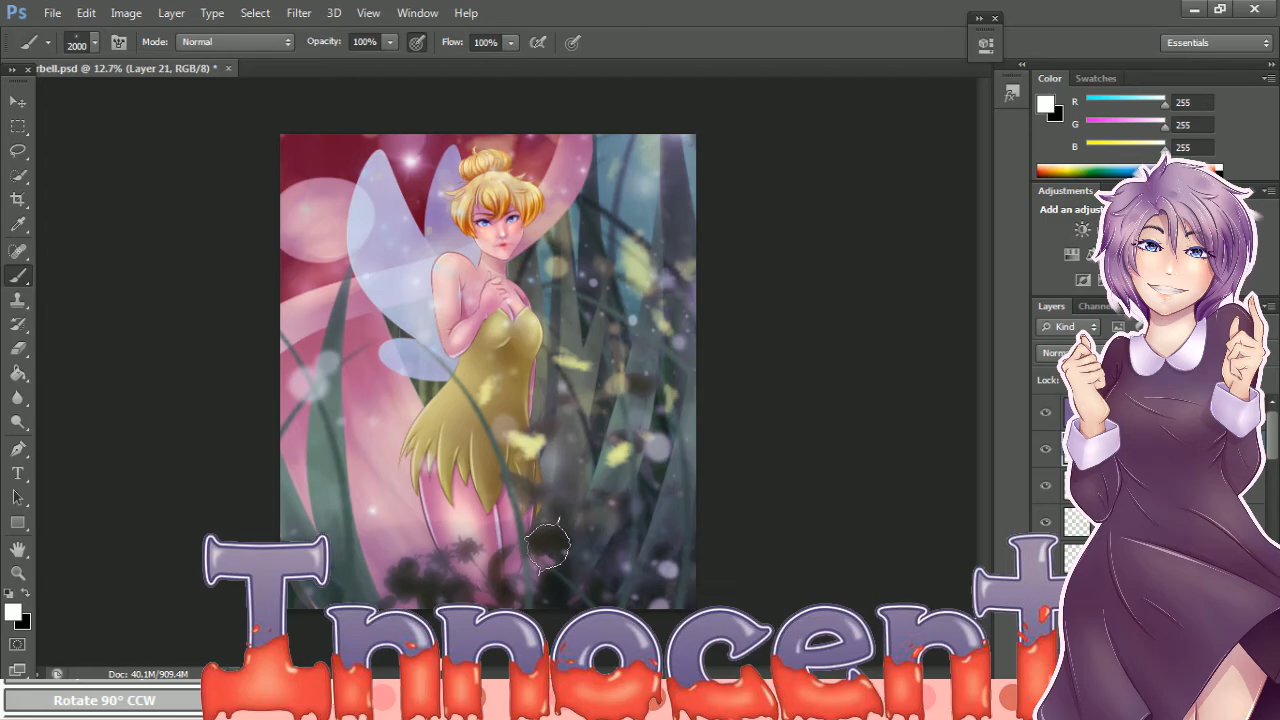 Ps File Edit Image Layer Type Select Filter 3D View Window Help
2000 Mode: Normal Opacity: 100% Flow: 100% Essentials
rbell.psd @ 12.7% (Layer 21, RGB/8) * ×
Color Swatches
R 255
G 255
B 255
Adjustments
Add an adjus
Layers Chann
Kind
Norm
Lock:
Doc: 40.1M/909.4M
Rotate 90° CCW
Innocent